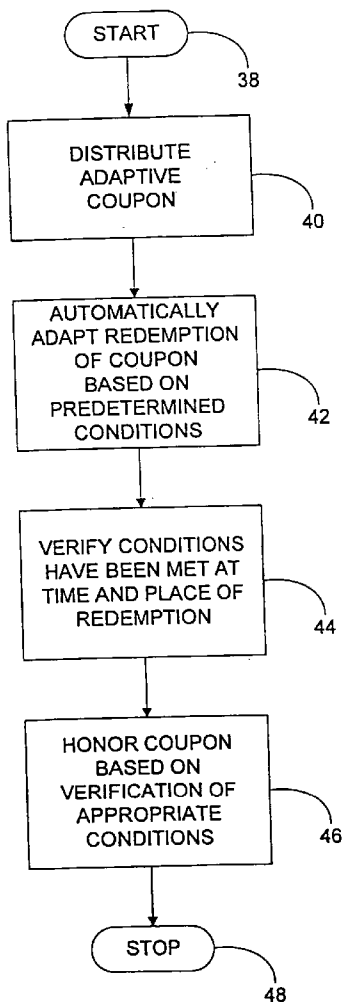 START
38
DISTRIBUTE
ADAPTIVE
COUPON
40
AUTOMATICALLY
ADAPT REDEMPTION
OF COUPON
BASED ON
PREDETERMINED
CONDITIONS
42
VERIFY CONDITIONS
HAVE BEEN MET AT
TIME AND PLACE OF
REDEMPTION
44
HONOR COUPON
BASED ON
VERIFICATION OF
APPROPRIATE
CONDITIONS
46
STOP
48